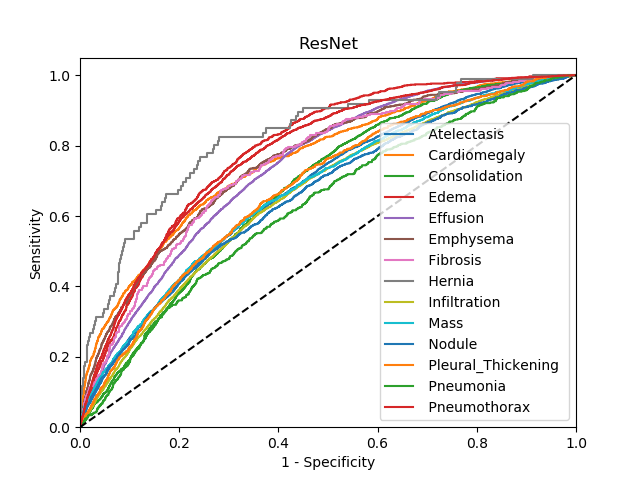 ResNet
Sensitivity
1.0
0.8
0.6
0.4
0.2
0.0
Atelectasis
Cardiomegaly
Consolidation
Edema
Effusion
Emphysema
Fibrosis
Hernia
Infiltration
Mass
Nodule
Pleural_Thickening
Pneumonia
Pneumothorax
0.0 0.2 0.4 0.6 0.8 1.0
1 - Specificity